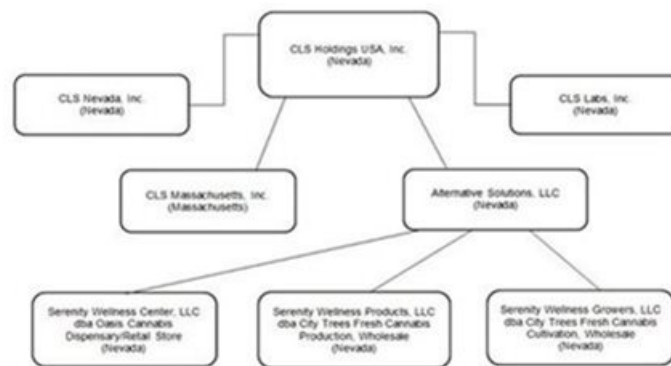 CLS Holdings USA, Inc.
(Nevada)
CLS Nevada, Inc.
(Nevada)
CLS Labs, Inc.
(Nevada)
CLS Massachusetts, Inc.
(Massachusetts)
Alternative Solutions, LLC
(Nevada)
Serenity Wellness Center, LLC
dba Oasis Cannabis
Dispensary/Retail Store
(Nevada)
Serenity Wellness Products, LLC
dba City Trees Fresh Cannabis
Production, Wholesale
(Nevada)
Serenity Wellness Growers, LLC
dba City Trees Fresh Cannabis
Cultivation, Wholesale
(Nevada)